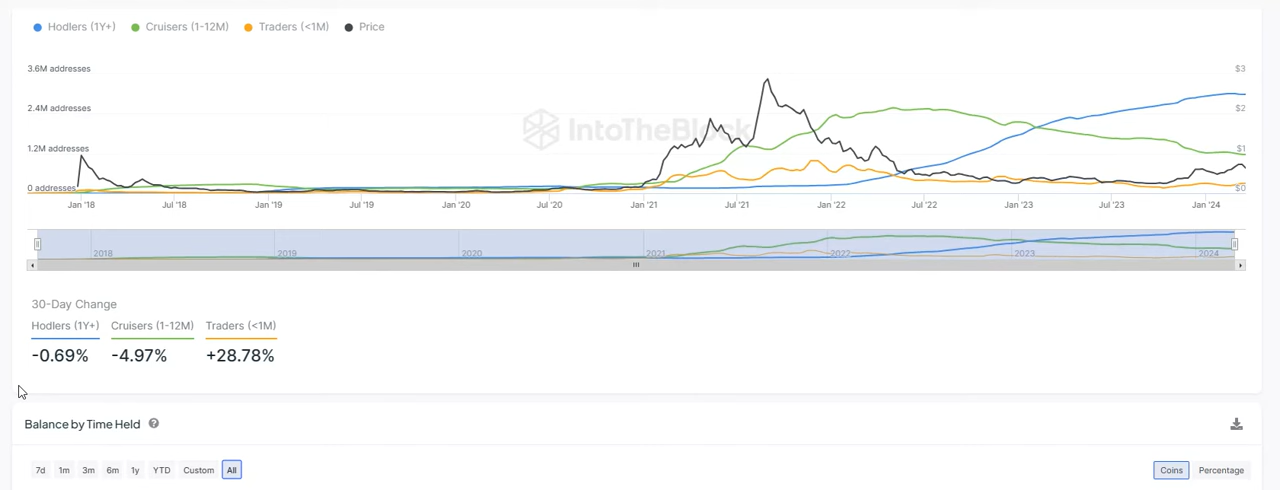 Hodlers (1Y+) Cruisers (1-12M) Traders (<1M) Price
3.6M addresses $3
2.4M addresses $2
IntoTheBlock
1.2M addresses $1
0 addresses $0
Jan '18 Jul '18 Jan '19 Jul '19 Jan '20 Jul '20 Jan '21 Jul '21 Jan '22 Jul '22 Jan '23 Jul '23 Jan '24
2018 2019 2020 2021 2022 2023 2024
30-Day Change
Hodlers (1Y+) Cruisers (1-12M) Traders (<1M)
-0.69% -4.97% +28.78%
Balance by Time Held ?
7d 1m 3m 6m 1y YTD Custom All Coins Percentage